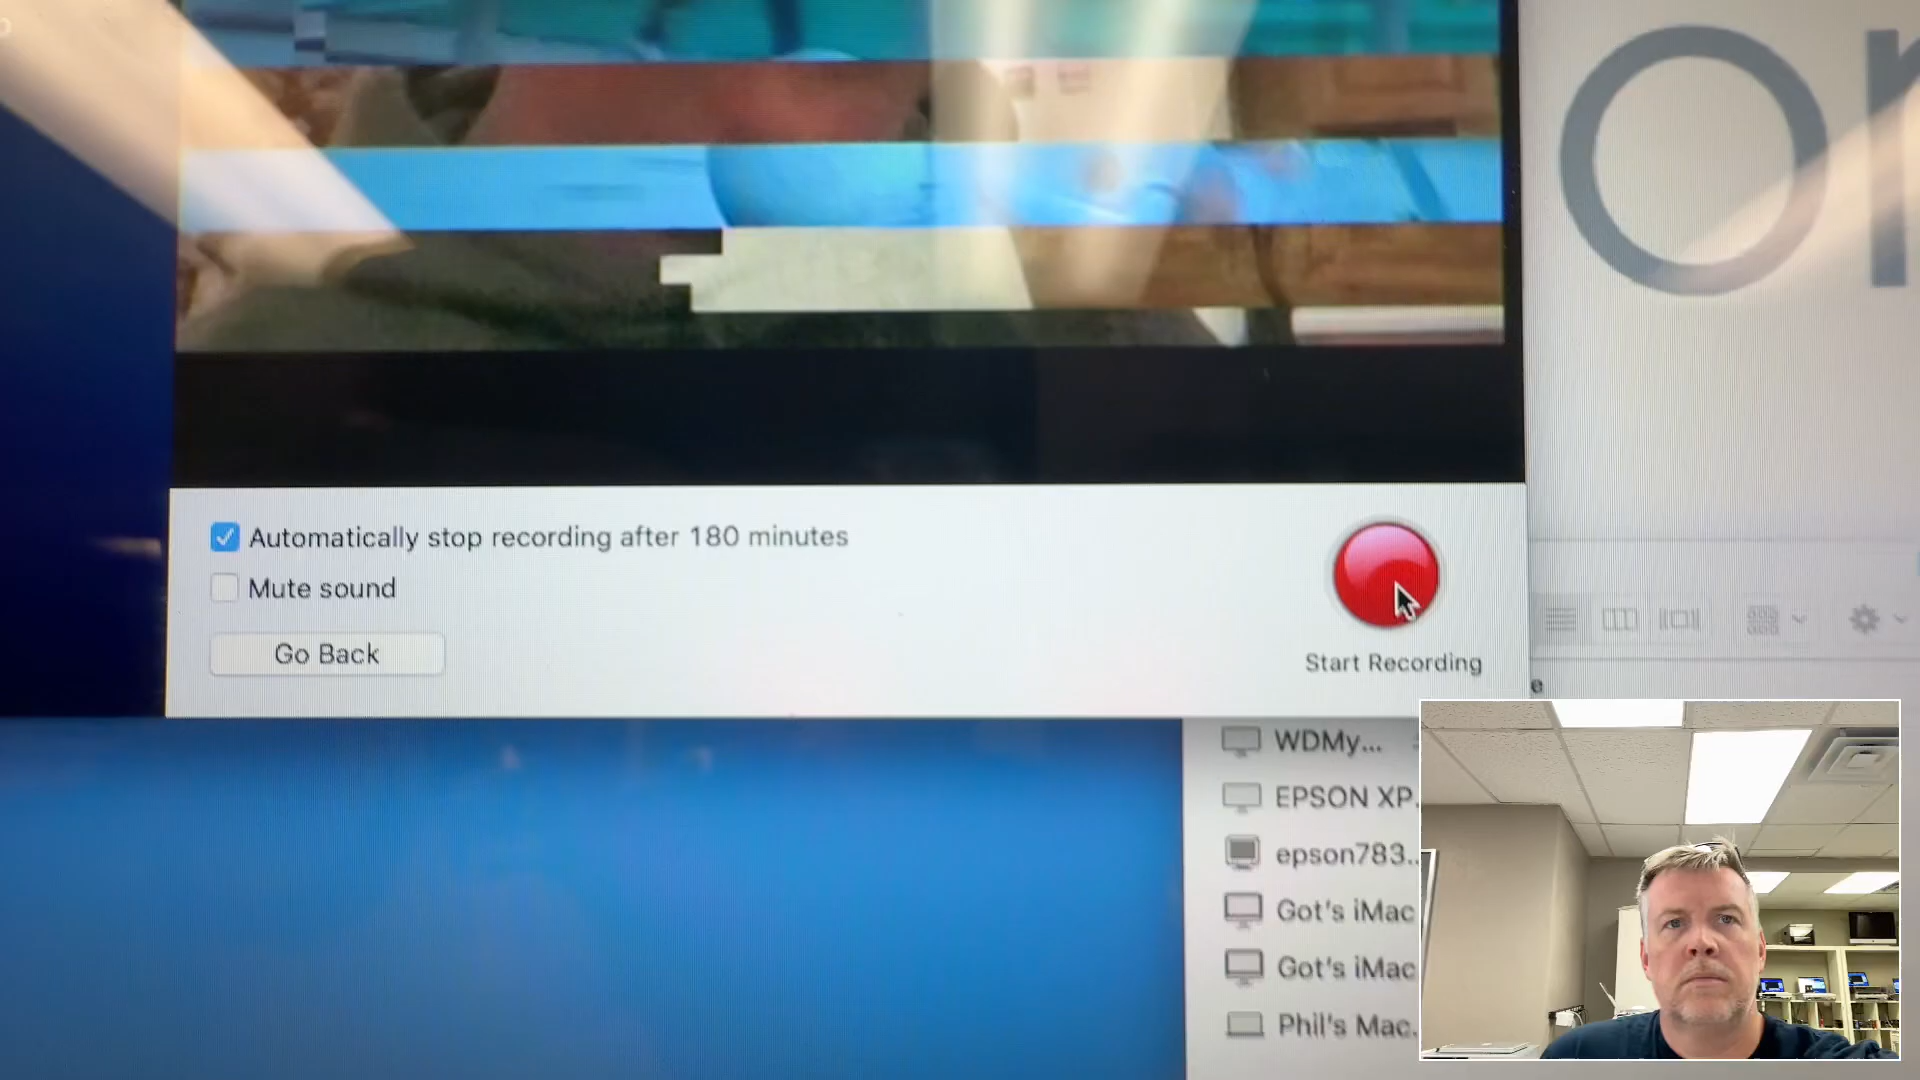 or
Automatically stop recording after 180 minutes
Mute sound
Go Back
Start Recording
e
WDMy...
EPSON XP.
epson783..
Got's iMac
Got's iMac
Phil's Mac.